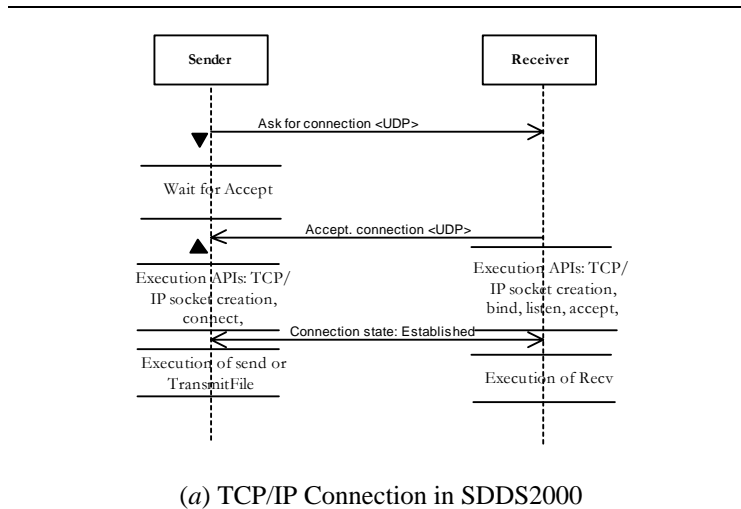 Sender
Receiver
Ask for connection <UDP>
Wait for Accept
Accept. connection <UDP>
Execution APIs: TCP/
IP socket creation,
connect,
Execution APIs: TCP/
IP socket creation,
bind, listen, accept,
Connection state: Established
Execution of send or
TransmitFile
Execution of Recv
(a) TCP/IP Connection in SDDS2000